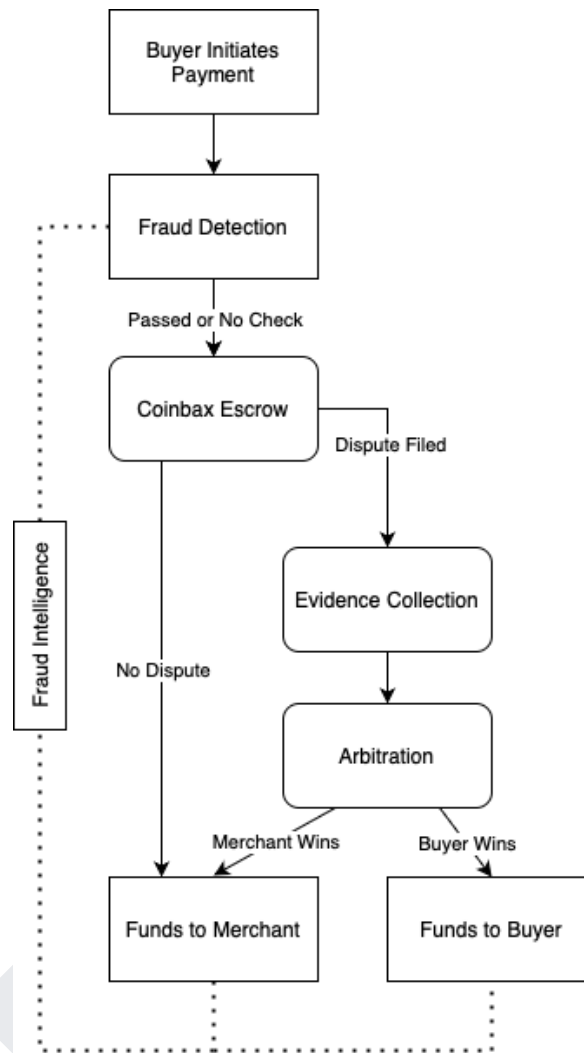 Buyer Initiates
Payment
Fraud Detection
Passed or No Check
Coinbax Escrow
Dispute Filed
Evidence Collection
Fraud Intelligence
No Dispute
Arbitration
Merchant Wins
Buyer Wins
Funds to Merchant
Funds to Buyer